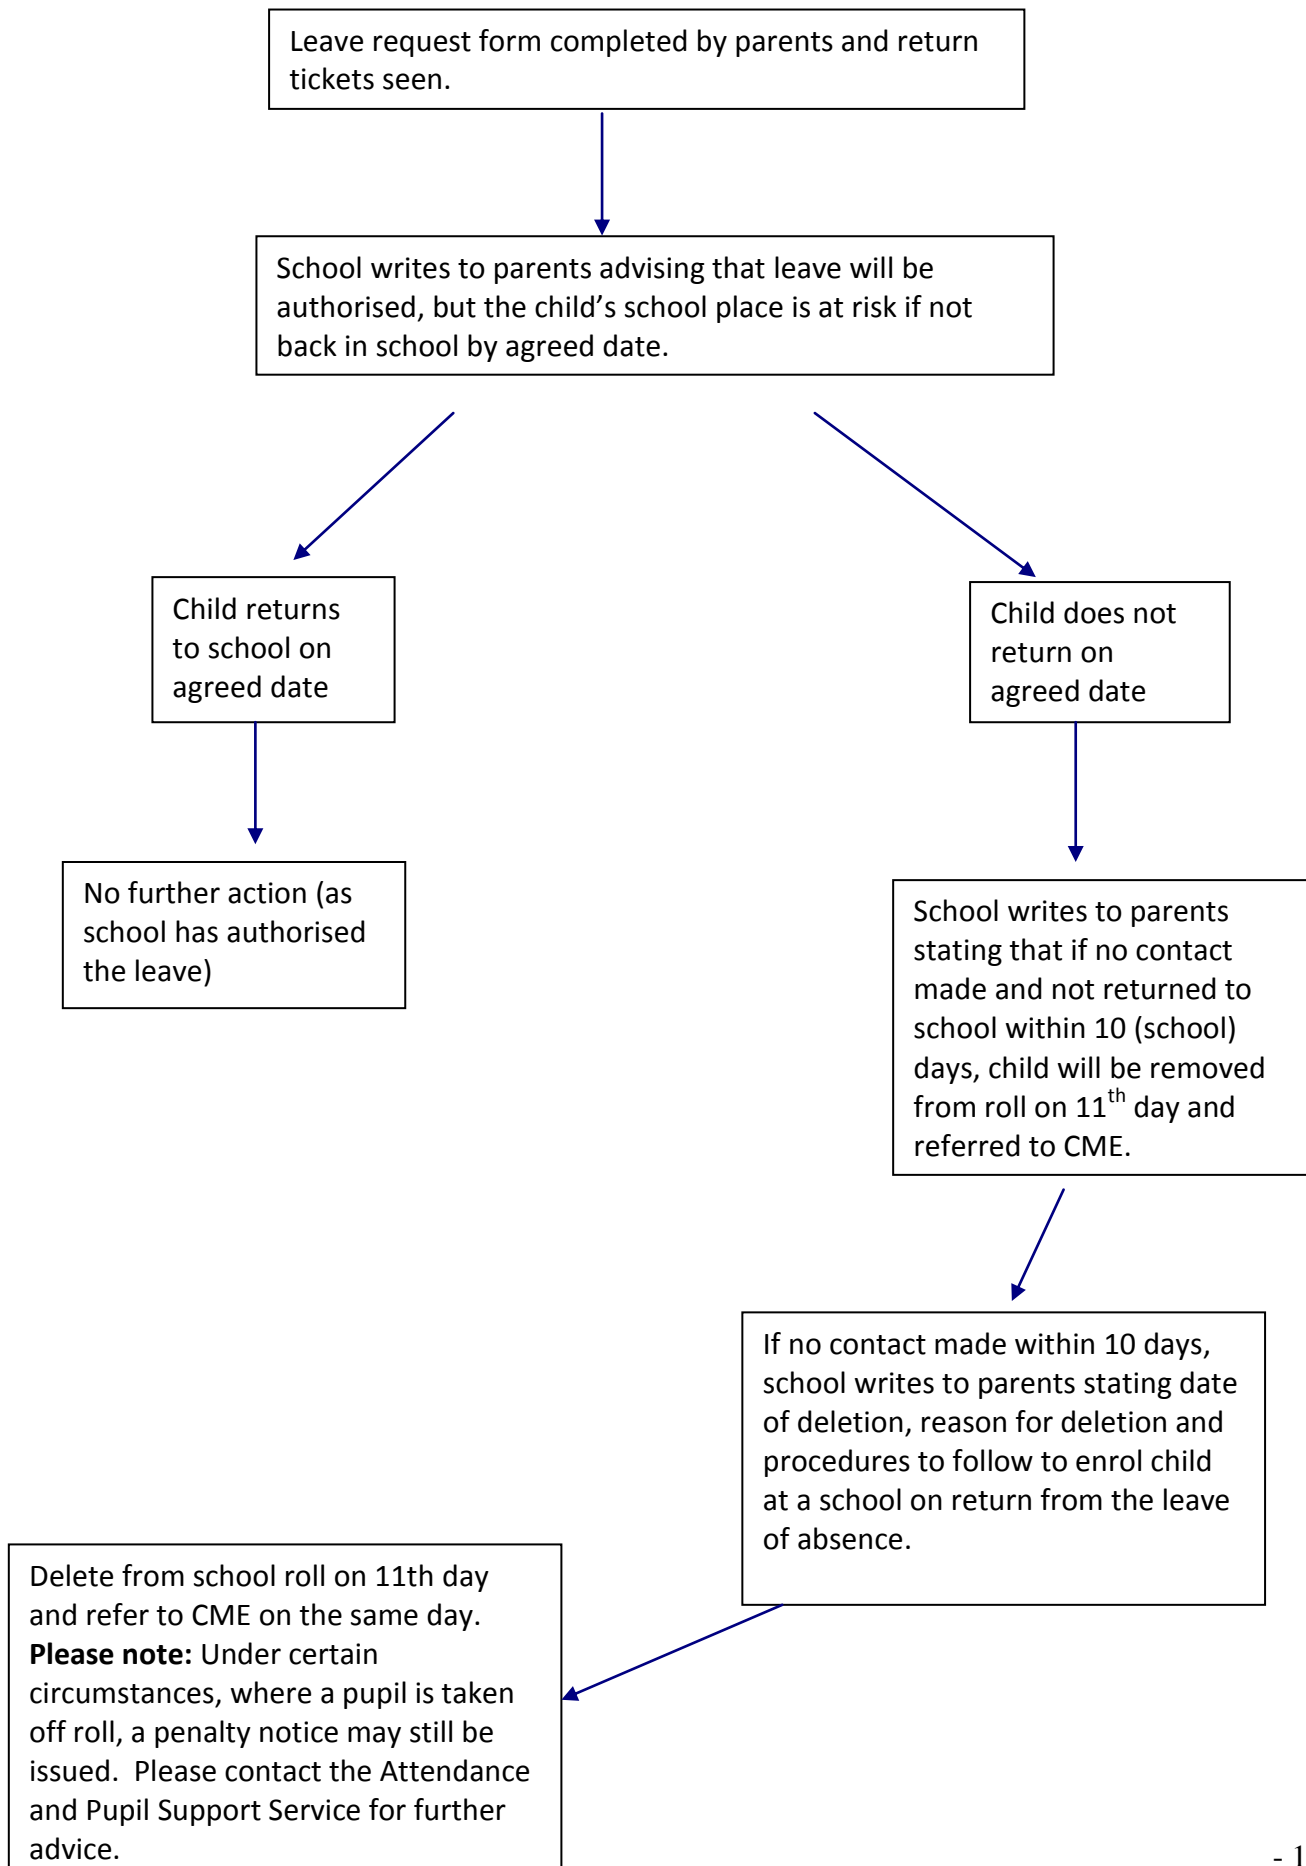 Leave request form completed by parents and return
tickets seen.
School writes to parents advising that leave will be
authorised, but the child’s school place is at risk if not
back in school by agreed date.
Child returns
to school on
agreed date
Child does not
return on
agreed date
No further action (as
school has authorised
the leave)
School writes to parents
stating that if no contact
made and not returned to
school within 10 (school)
days, child will be removed
from roll on 11th day and
referred to CME.
If no contact made within 10 days,
school writes to parents stating date
of deletion, reason for deletion and
procedures to follow to enrol child
at a school on return from the leave
of absence.
Delete from school roll on 11th day
and refer to CME on the same day.
Please note: Under certain
circumstances, where a pupil is taken
off roll, a penalty notice may still be
issued.  Please contact the Attendance
and Pupil Support Service for further
advice.
- 1